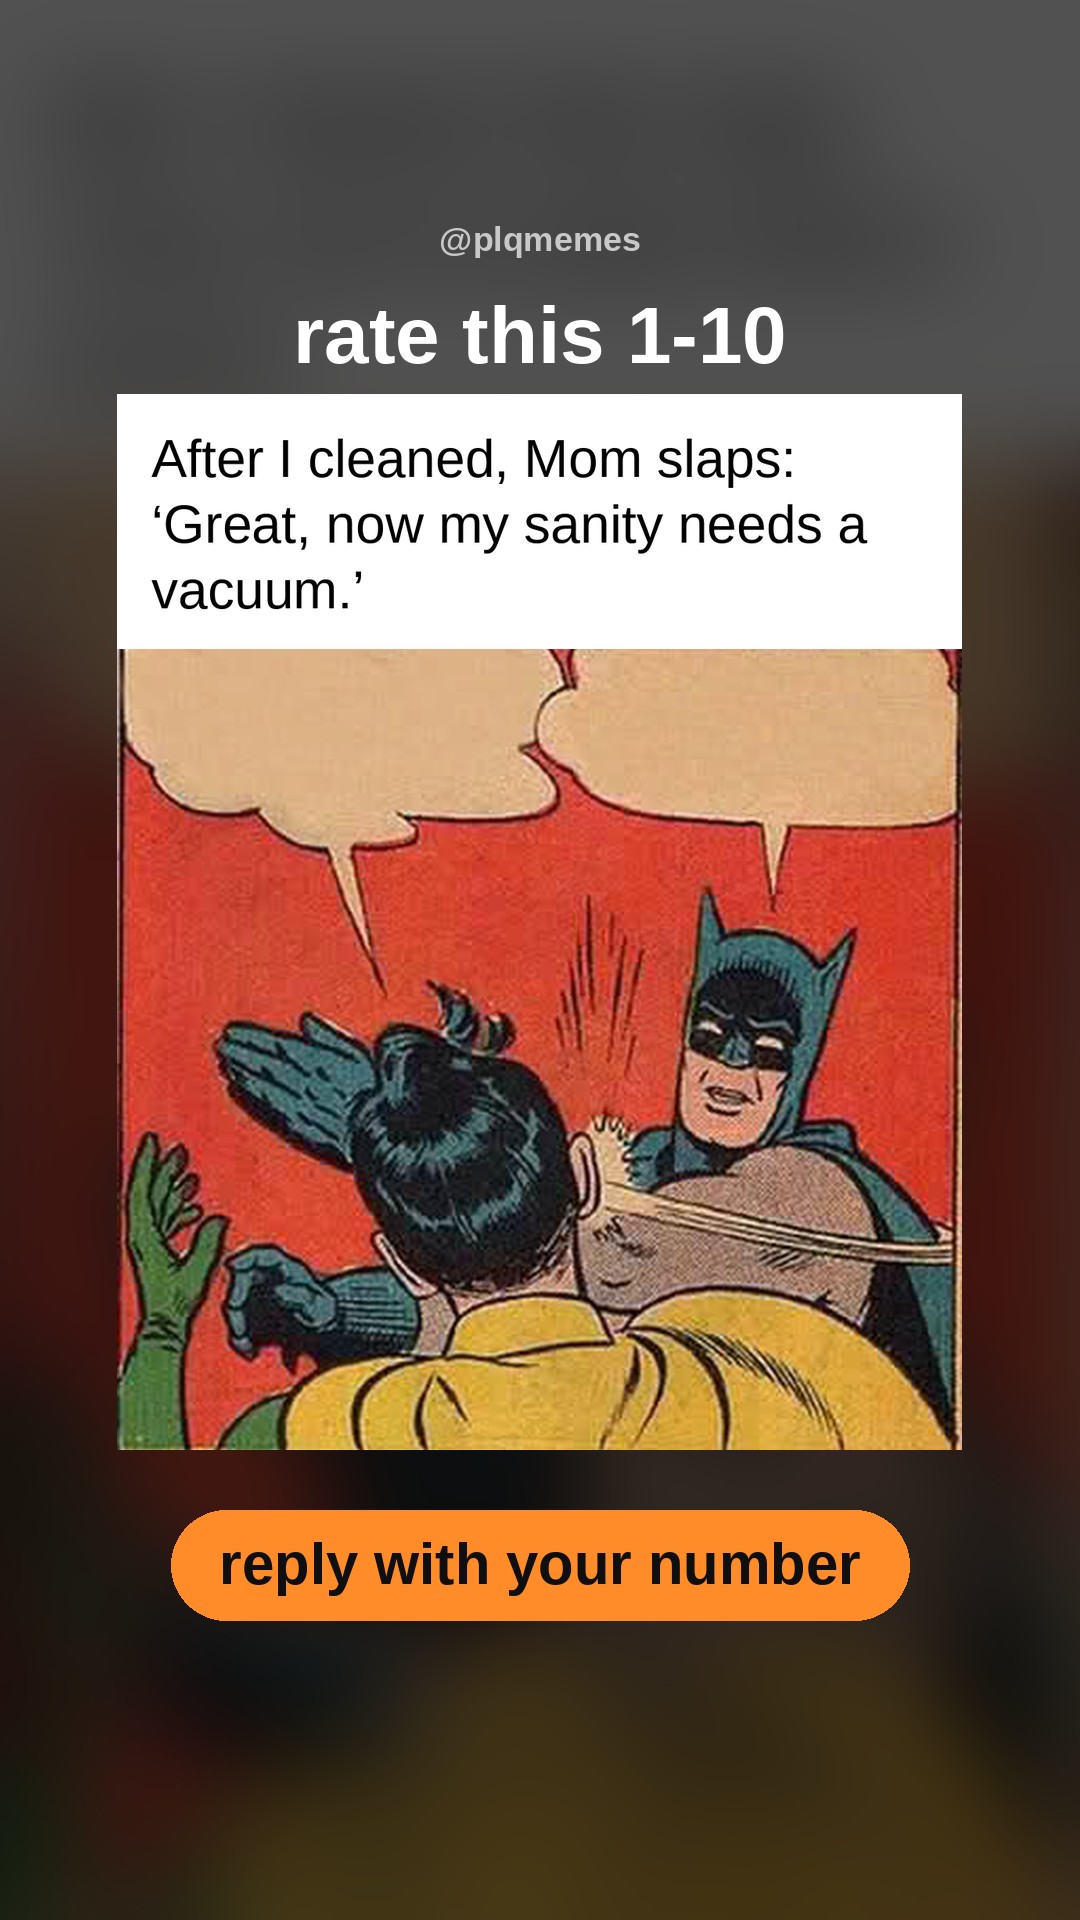 @plqmemes
rate this 1-10
After I cleaned, Mom slaps:
‘Great, now my sanity needs a
vacuum.’
reply with your number